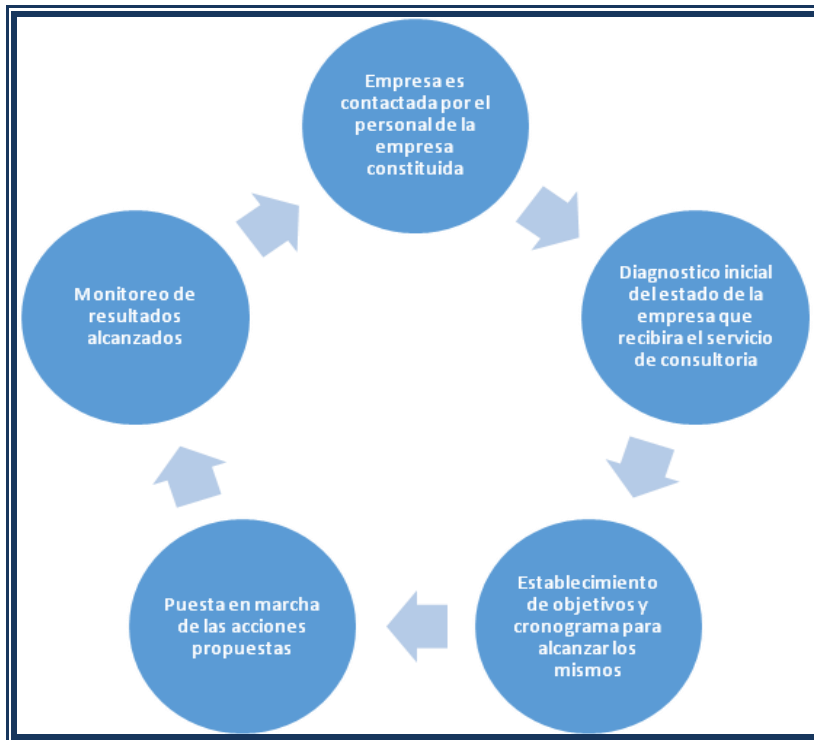 Empresa es
contactada por el
personal de la
empresa
constituida
Diagnostico inicial
del estado de la
empresa que
recibira el servicio
de consultoria
Establecimiento
de objetivos y
cronograma para
alcanzar los
mismos
Puesta en marcha
de las acciones
propuestas
Monitoreo de
resultados
alcanzados